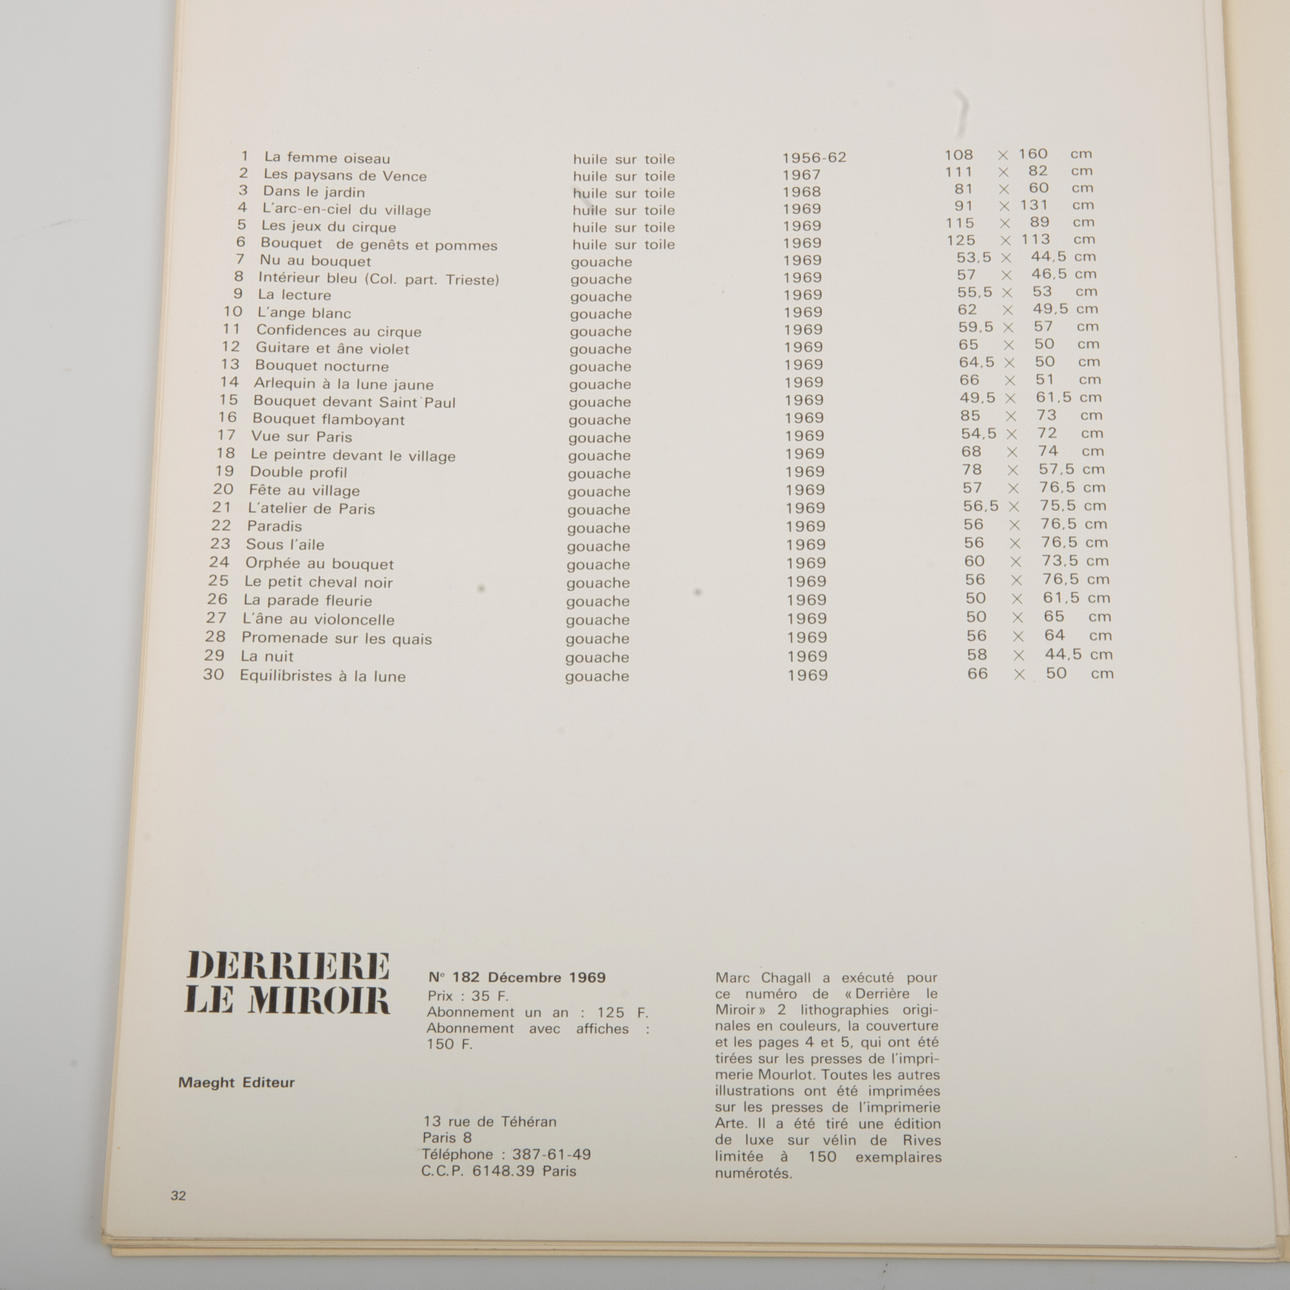 1 La femme oiseau huile sur toile 1956-62 108 × 160 cm
2 Les paysans de Vence huile sur toile 1967 111 × 82 cm
3 Dans le jardin huile sur toile 1968 81 × 60 cm
4 L'arc-en-ciel du village huile sur toile 1969 91 × 131 cm
5 Les jeux du cirque huile sur toile 1969 115 × 89 cm
6 Bouquet de genêts et pommes huile sur toile 1969 125 × 113 cm
7 Nu au bouquet gouache 1969 53,5 × 44,5 cm
8 Intérieur bleu (Col. part. Trieste) gouache 1969 57 × 46,5 cm
9 La lecture gouache 1969 55,5 × 53 cm
10 L'ange blanc gouache 1969 62 × 49,5 cm
11 Confidences au cirque gouache 1969 59,5 × 57 cm
12 Guitare et âne violet gouache 1969 65 × 50 cm
13 Bouquet nocturne gouache 1969 64,5 × 50 cm
14 Arlequin à la lune jaune gouache 1969 66 × 51 cm
15 Bouquet devant Saint Paul gouache 1969 49,5 × 61,5 cm
16 Bouquet flamboyant gouache 1969 85 × 73 cm
17 Vue sur Paris gouache 1969 54,5 × 72 cm
18 Le peintre devant le village gouache 1969 68 × 74 cm
19 Double profil gouache 1969 78 × 57,5 cm
20 Fête au village gouache 1969 57 × 76,5 cm
21 L'atelier de Paris gouache 1969 56,5 × 75,5 cm
22 Paradis gouache 1969 56 × 76,5 cm
23 Sous l'aile gouache 1969 56 × 76,5 cm
24 Orphée au bouquet gouache 1969 60 × 73,5 cm
25 Le petit cheval noir gouache 1969 56 × 76,5 cm
26 La parade fleurie gouache 1969 50 × 61,5 cm
27 L'âne au violoncelle gouache 1969 50 × 65 cm
28 Promenade sur les quais gouache 1969 56 × 64 cm
29 La nuit gouache 1969 58 × 44,5 cm
30 Equilibristes à la lune gouache 1969 66 × 50 cm
DERRIERE
LE MIROIR
Maeght Editeur
N° 182 Décembre 1969
Prix : 35 F.
Abonnement un an : 125 F.
Abonnement avec affiches :
150 F.
13 rue de Téhéran
Paris 8
Téléphone : 387-61-49
C.C.P. 6148.39 Paris
Marc Chagall a exécuté pour
ce numéro de « Derrière le
Miroir » 2 lithographies origi-
nales en couleurs, la couverture
et les pages 4 et 5, qui ont été
tirées sur les presses de l'impri-
merie Mourlot. Toutes les autres
illustrations ont été imprimées
sur les presses de l'imprimerie
Arte. Il a été tiré une édition
de luxe sur vélin de Rives
limitée à 150 exemplaires
numérotés.
32